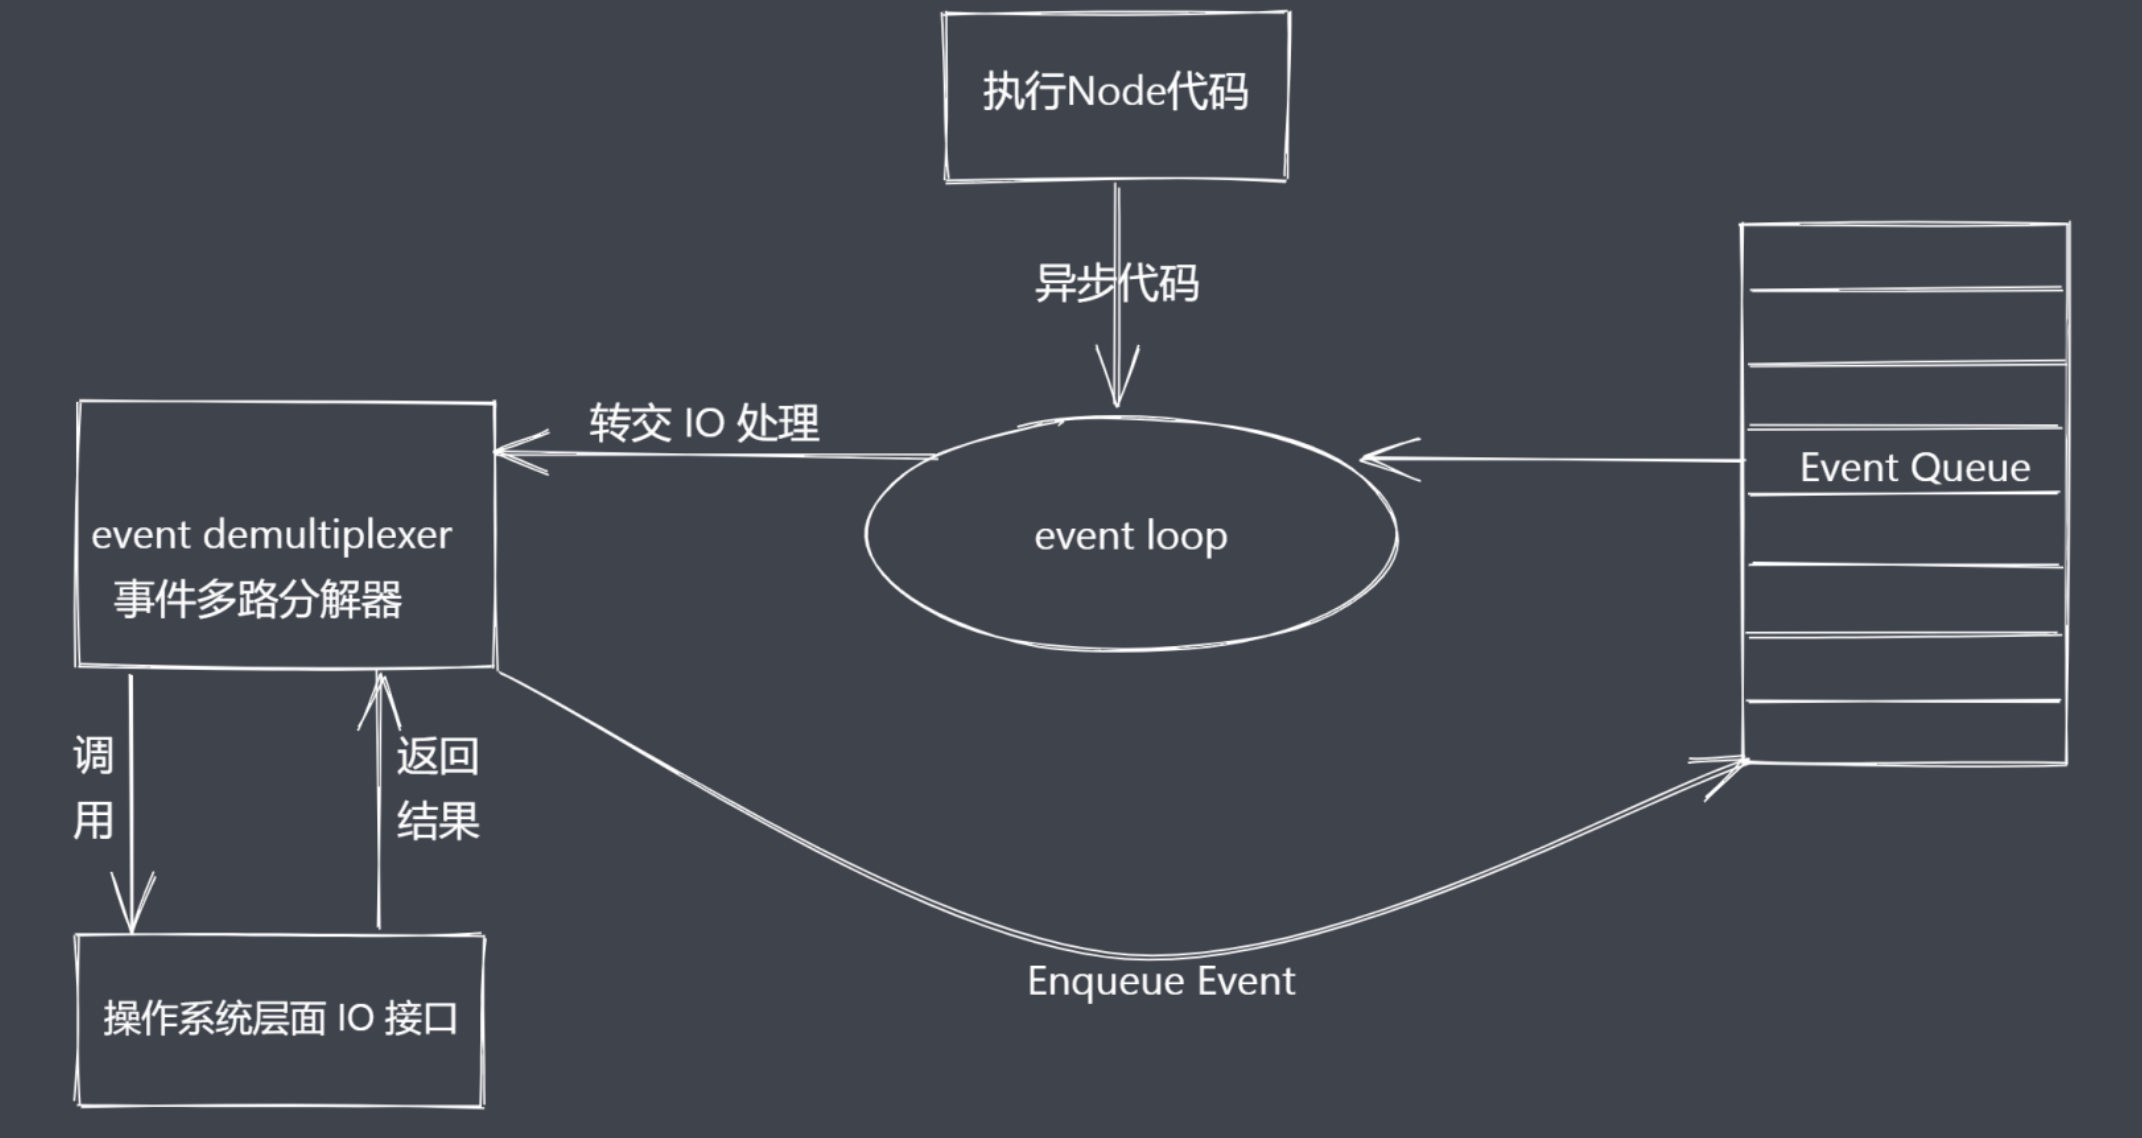 执行Node代码
异步代码
转交 IO 处理
Event Queue
event demultiplexer
事件多路分解器
event loop
调
用
返回
结果
Enqueue Event
操作系统层面 IO 接口